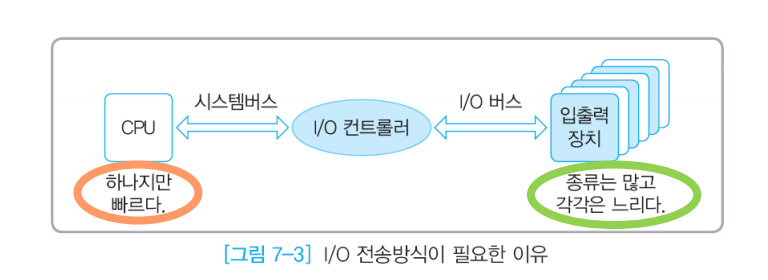 시스템버스
I/O 버스
CPU
I/O 컨트롤러
입출력
장치
하나지만
빠르다.
종류는 많고
각각은 느리다.
[그림 7-3] I/O 전송방식이 필요한 이유